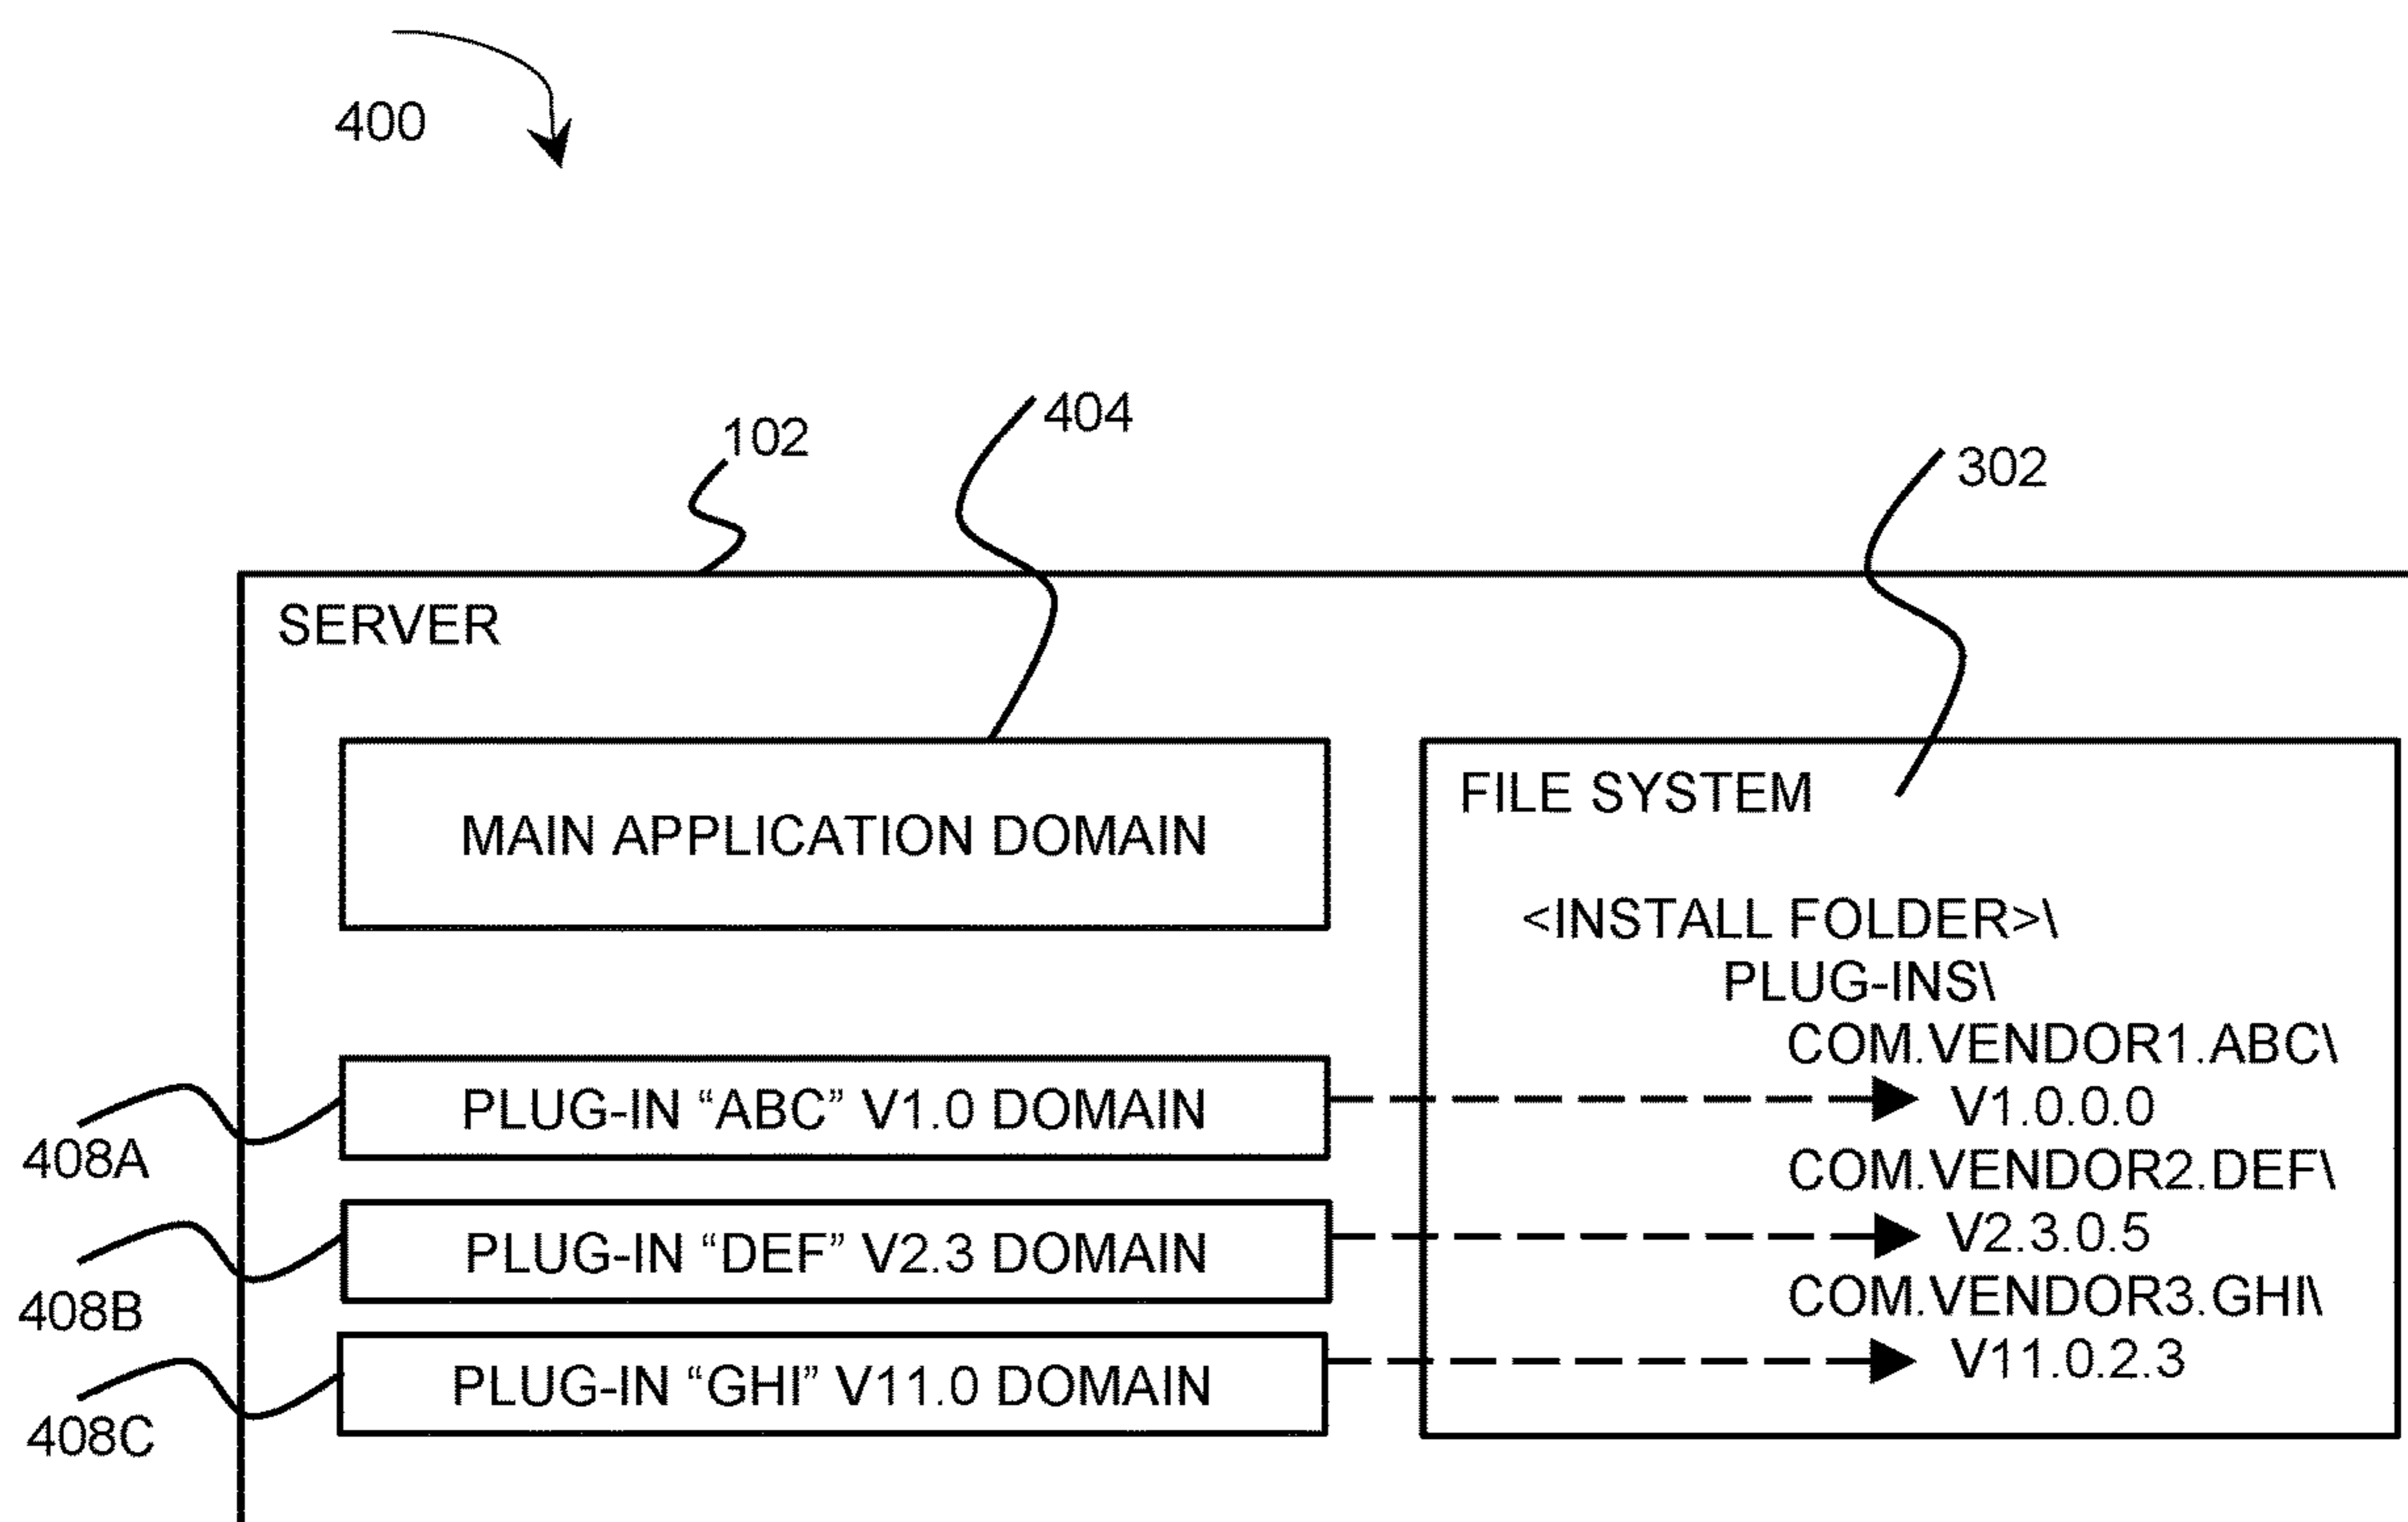 400
102
404
302
SERVER
MAIN APPLICATION DOMAIN
FILE SYSTEM
<INSTALL FOLDER>\
PLUG-INS\
COM.VENDOR1.ABC\
V1.0.0.0
COM.VENDOR2.DEF\
V2.3.0.5
COM.VENDOR3.GHI\
V11.0.2.3
PLUG-IN “ABC” V1.0 DOMAIN
PLUG-IN “DEF” V2.3 DOMAIN
PLUG-IN “GHI” V11.0 DOMAIN
408A
408B
408C